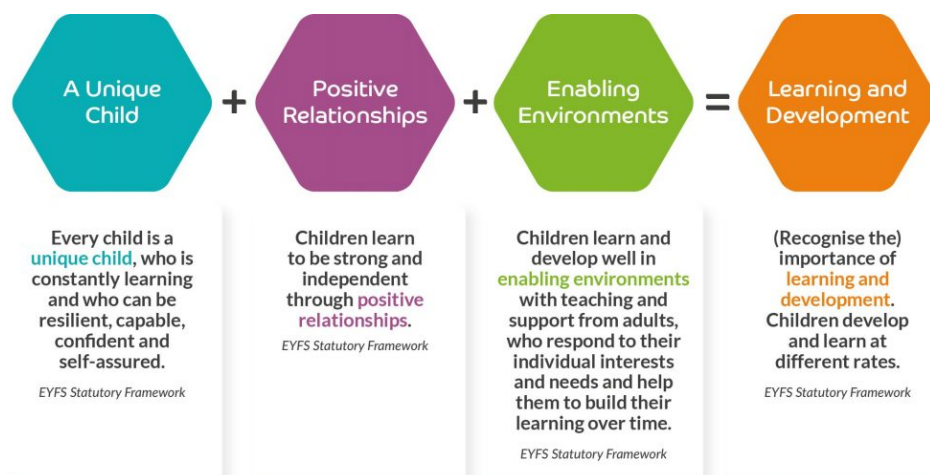 A Unique
Child
+
Positive
Relationships
+
Enabling
Environments
=
Learning and
Development
Every child is a
unique child, who is
constantly learning
and who can be
resilient, capable,
confident and
self-assured.
EYFS Statutory Framework
Children learn
to be strong and
independent
through positive
relationships.
EYFS Statutory Framework
Children learn and
develop well in
enabling environments
with teaching and
support from adults,
who respond to their
individual interests
and needs and help
them to build their
learning over time.
EYFS Statutory Framework
(Recognise the)
importance of
learning and
development.
Children develop
and learn at
different rates.
EYFS Statutory Framework